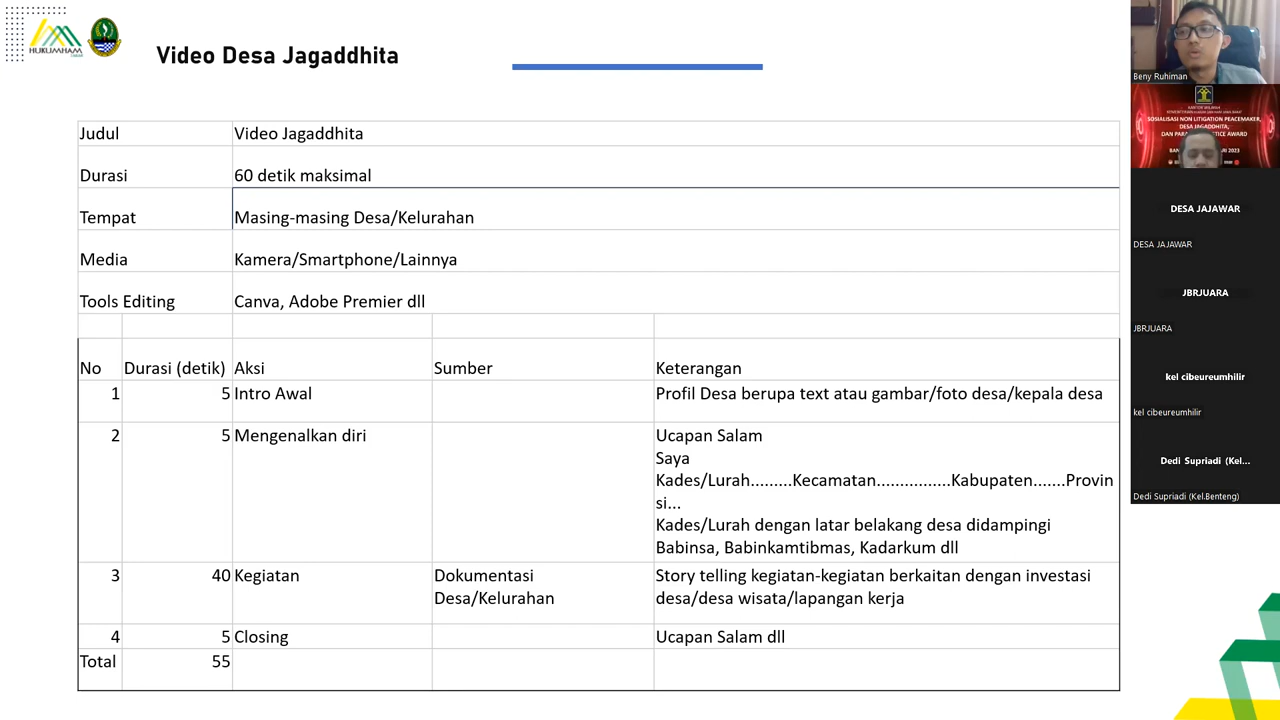 HUKUMHAM
Video Desa Jagaddhita
Judul Video Jagaddhita
Durasi 60 detik maksimal
Tempat Masing-masing Desa/Kelurahan
Media Kamera/Smartphone/Lainnya
Tools Editing Canva, Adobe Premier dll
No Durasi (detik) Aksi Sumber Keterangan
1 5 Intro Awal Profil Desa berupa text atau gambar/foto desa/kepala desa
2 5 Mengenalkan diri Ucapan Salam
Saya
Kades/Lurah.........Kecamatan................Kabupaten.......Provin
si...
Kades/Lurah dengan latar belakang desa didampingi
Babinsa, Babinkamtibmas, Kadarkum dll
3 40 Kegiatan Dokumentasi Story telling kegiatan-kegiatan berkaitan dengan investasi
Desa/Kelurahan desa/desa wisata/lapangan kerja
4 5 Closing Ucapan Salam dll
Total 55
Beny Ruhiman
SOSIALISASI NON LITIGATION PEACEMAKER,
DESA JAGADDHITA,
DESA JAJAWAR
DESA JAJAWAR
JBRJUARA
JBRJUARA
kel cibeureumhilir
kel cibeureumhilir
Dedi Supriadi (Kel...
Dedi Supriadi (Kel.Benteng)